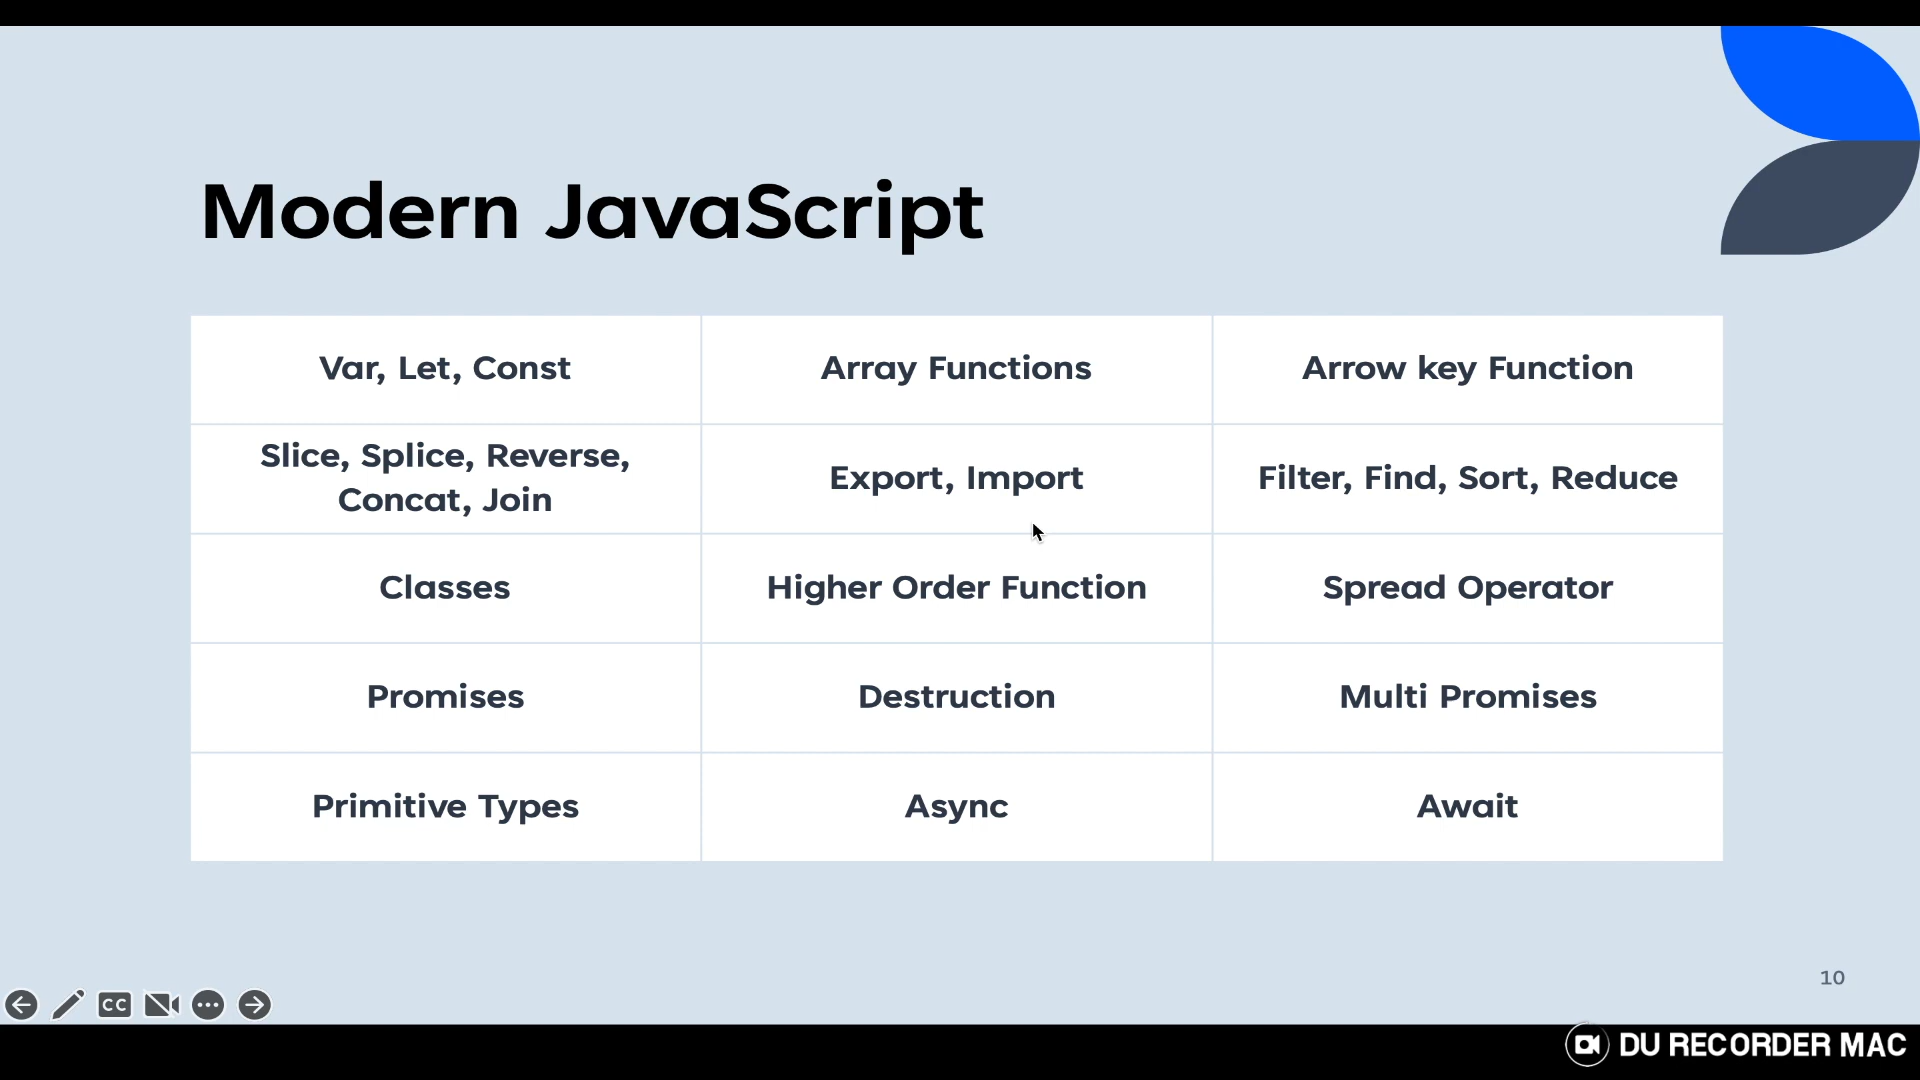 Modern JavaScript
Var, Let, Const
Array Functions
Arrow key Function
Slice, Splice, Reverse,
Concat, Join
Export, Import
Filter, Find, Sort, Reduce
Classes
Higher Order Function
Spread Operator
Promises
Destruction
Multi Promises
Primitive Types
Async
Await
10
CC
DU RECORDER MAC